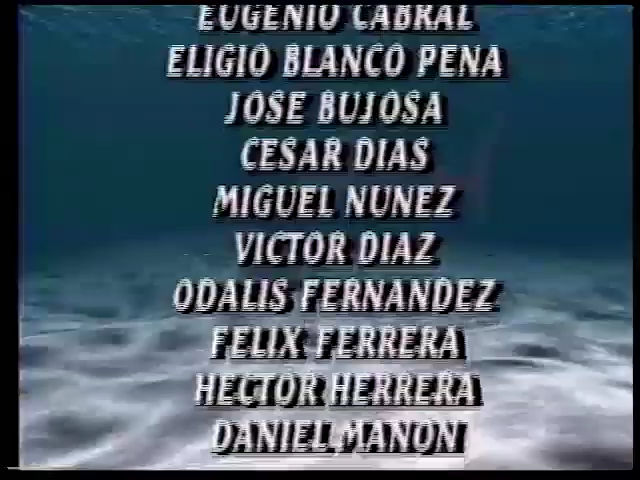 EUGENIO CABRAL
ELIGIO BLANCO PENA
JOSE BUJOSA
CESAR DIAS
MIGUEL NUNEZ
VICTOR DIAZ
ODALIS FERNANDEZ
FELIX FERRERA
HECTOR HERRERA
DANIEL MANON